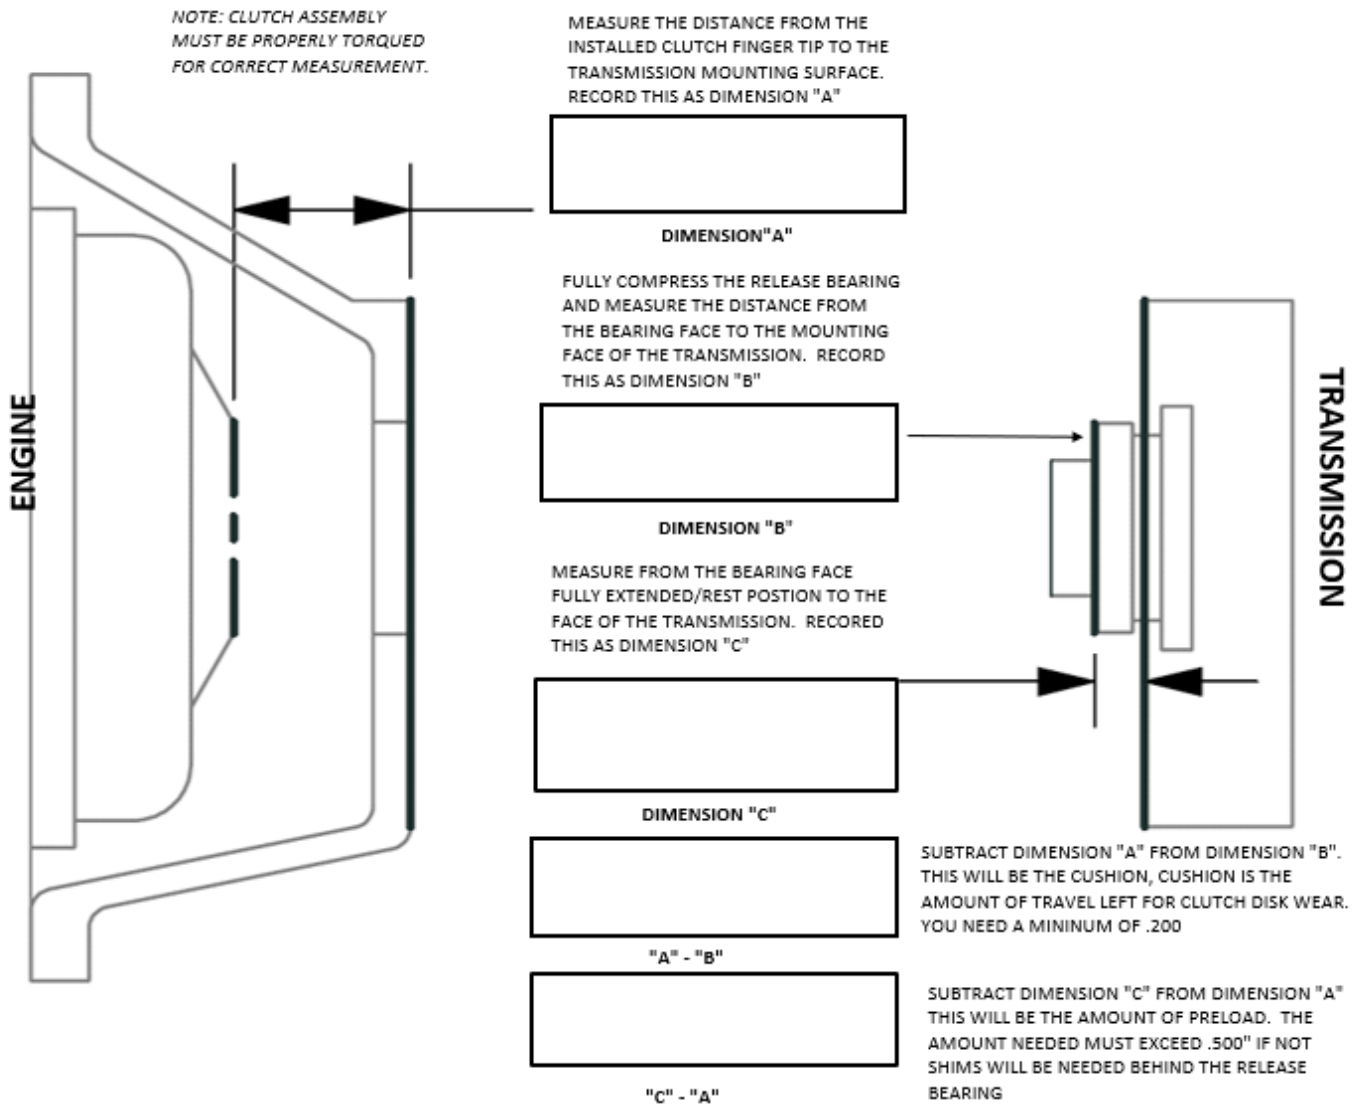 NOTE: CLUTCH ASSEMBLY
MUST BE PROPERLY TORQUED
FOR CORRECT MEASUREMENT.
MEASURE THE DISTANCE FROM THE
INSTALLED CLUTCH FINGER TIP TO THE
TRANSMISSION MOUNTING SURFACE.
RECORD THIS AS DIMENSION "A"
DIMENSION"A"
FULLY COMPRESS THE RELEASE BEARING
AND MEASURE THE DISTANCE FROM
THE BEARING FACE TO THE MOUNTING
FACE OF THE TRANSMISSION. RECORD
THIS AS DIMENSION "B"
ENGINE
TRANSMISSION
DIMENSION "B"
MEASURE FROM THE BEARING FACE
FULLY EXTENDED/REST POSTION TO THE
FACE OF THE TRANSMISSION. RECORED
THIS AS DIMENSION "C"
DIMENSION "C"
SUBTRACT DIMENSION "A" FROM DIMENSION "B".
THIS WILL BE THE CUSHION, CUSHION IS THE
AMOUNT OF TRAVEL LEFT FOR CLUTCH DISK WEAR.
YOU NEED A MININUM OF .200
"A" - "B"
SUBTRACT DIMENSION "C" FROM DIMENSION "A"
THIS WILL BE THE AMOUNT OF PRELOAD. THE
AMOUNT NEEDED MUST EXCEED .500" IF NOT
SHIMS WILL BE NEEDED BEHIND THE RELEASE
BEARING
"C" - "A"